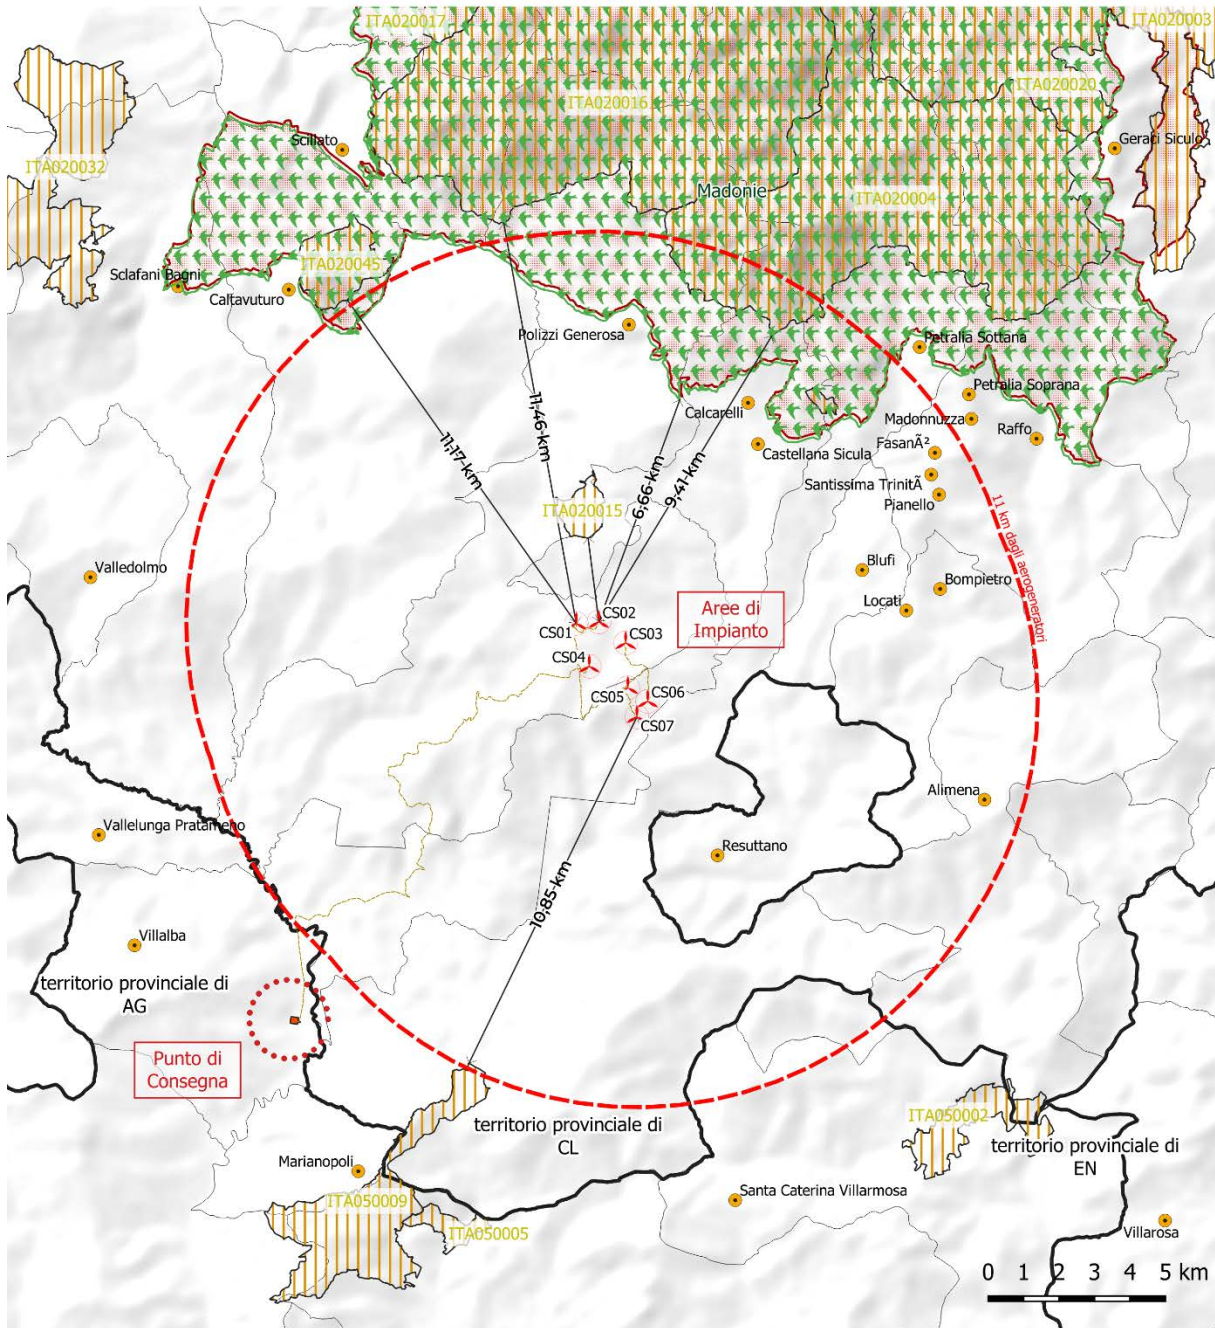 ITA020017
ITA020003
ITA020016
ITA020020
Scillato
Geraci Siculo
ITA020032
Madonie
ITA020004
Sclafani Bagni
ITA020045
Caltavuturo
Polizzi Generosa
Petralia Sottana
Petralia Soprana
Calcarelli
Madonnuzza
Raffo
Castellana Sicula
FasanÃ²
Santissima TrinitÃ
Pianello
11,17 km
11,46 km
6,66 km
9,41 km
ITA020015
11 km dagli aerogeneratori
Valledolmo
Blufi
Bompietro
Locati
Aree di
Impianto
CS01
CS02
CS03
CS04
CS05
CS06
CS07
Alimena
Vallelunga Pratameno
Resuttano
10,85 km
Villalba
territorio provinciale di
AG
Punto di
Consegna
territorio provinciale di
CL
ITA050002
territorio provinciale di
EN
Marianopoli
ITA050009
ITA050005
Santa Caterina Villarmosa
Villarosa
0 1 2 3 4 5 km